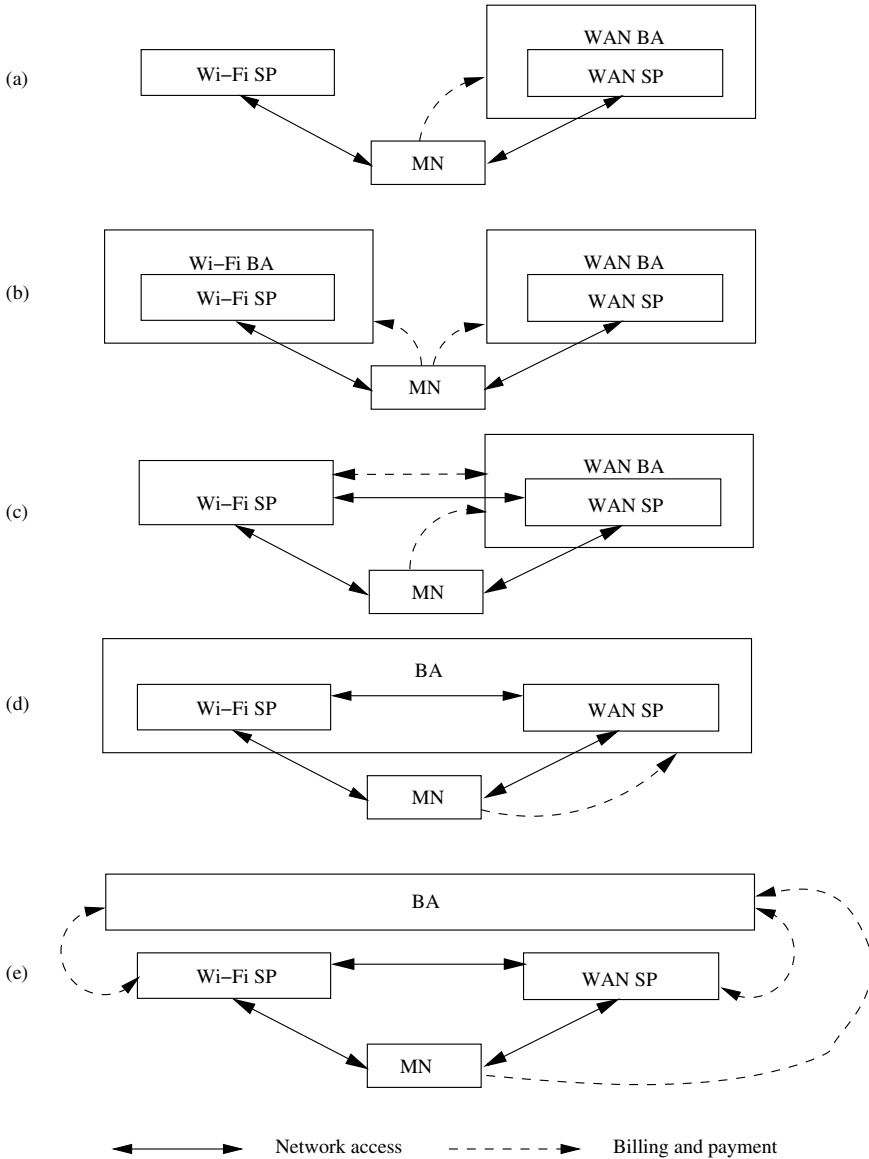 WAN BA
(a)
Wi−Fi SP
WAN SP
MN
Wi−Fi BA
WAN BA
(b)
Wi−Fi SP
WAN SP
MN
WAN BA
(c)
Wi−Fi SP
WAN SP
MN
BA
(d)
Wi−Fi SP
WAN SP
MN
BA
(e)
Wi−Fi SP
WAN SP
MN
Network access
Billing and payment